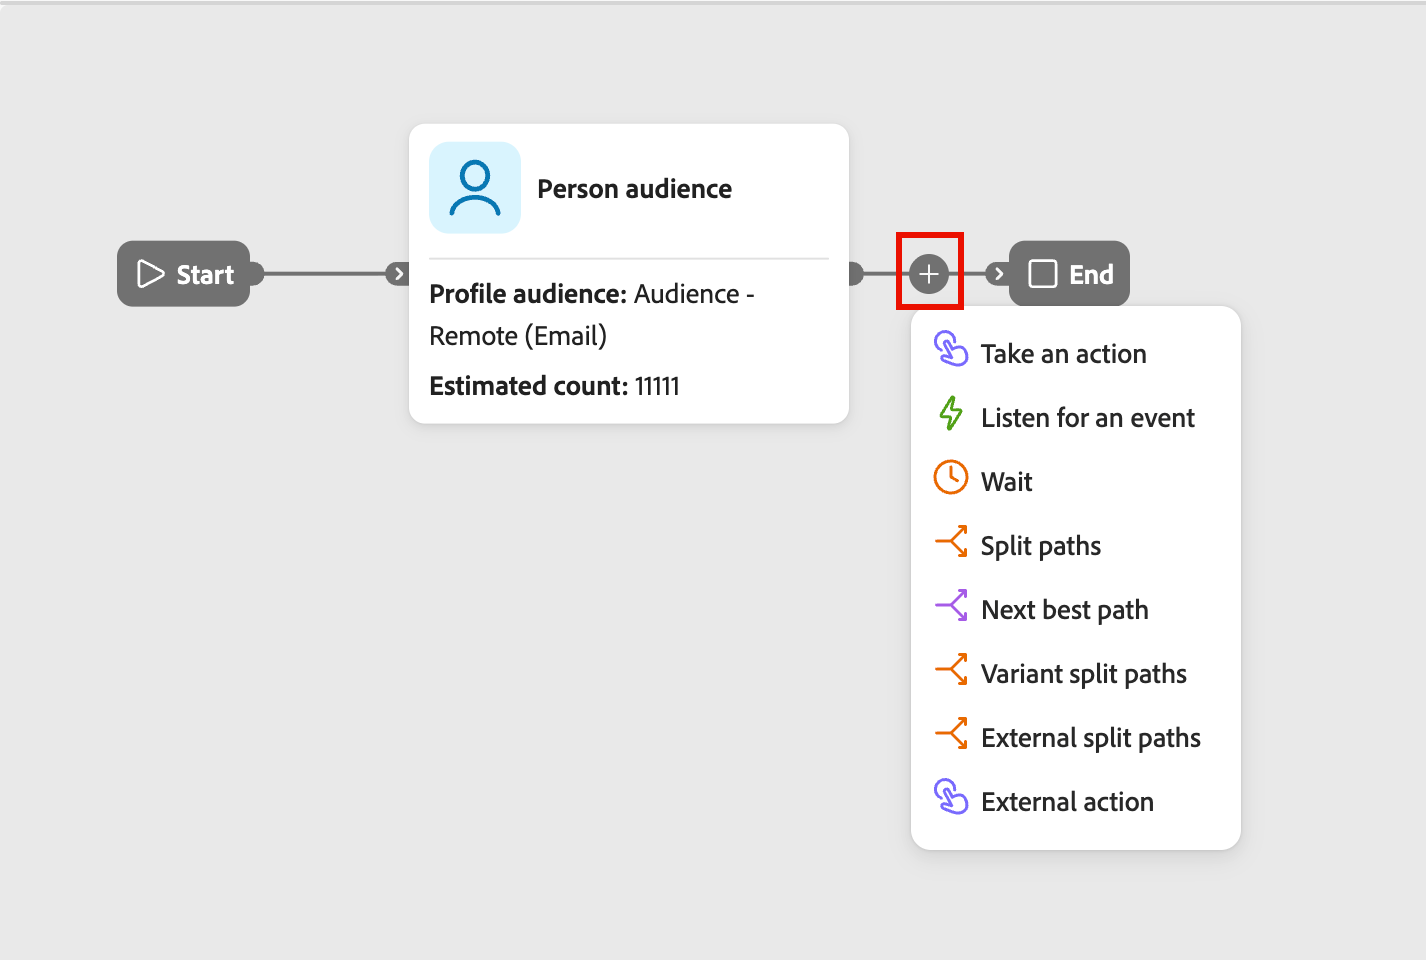 Person audience
Start
Profile audience: Audience -
Remote (Email)
Estimated count: 11111
End
Take an action
Listen for an event
Wait
Split paths
Next best path
Variant split paths
External split paths
External action